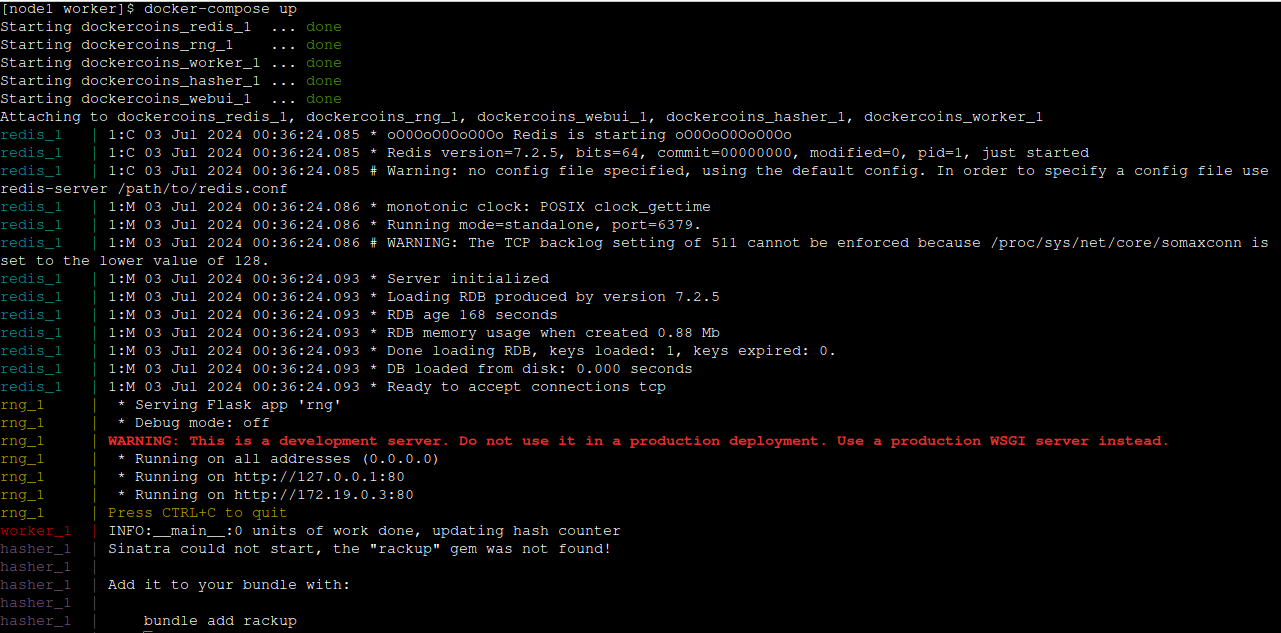 [node1 worker]$ docker-compose up
Starting dockercoins_redis_1  ... done
Starting dockercoins_rng_1    ... done
Starting dockercoins_worker_1 ... done
Starting dockercoins_hasher_1 ... done
Starting dockercoins_webui_1  ... done
Attaching to dockercoins_redis_1, dockercoins_rng_1, dockercoins_webui_1, dockercoins_hasher_1, dockercoins_worker_1
redis_1   | 1:C 03 Jul 2024 00:36:24.085 * oO0OoO0OoO0Oo Redis is starting oO0OoO0OoO0Oo
redis_1   | 1:C 03 Jul 2024 00:36:24.085 * Redis version=7.2.5, bits=64, commit=00000000, modified=0, pid=1, just started
redis_1   | 1:C 03 Jul 2024 00:36:24.085 # Warning: no config file specified, using the default config. In order to specify a config file use
redis-server /path/to/redis.conf
redis_1   | 1:M 03 Jul 2024 00:36:24.086 * monotonic clock: POSIX clock_gettime
redis_1   | 1:M 03 Jul 2024 00:36:24.086 * Running mode=standalone, port=6379.
redis_1   | 1:M 03 Jul 2024 00:36:24.086 # WARNING: The TCP backlog setting of 511 cannot be enforced because /proc/sys/net/core/somaxconn is
set to the lower value of 128.
redis_1   | 1:M 03 Jul 2024 00:36:24.093 * Server initialized
redis_1   | 1:M 03 Jul 2024 00:36:24.093 * Loading RDB produced by version 7.2.5
redis_1   | 1:M 03 Jul 2024 00:36:24.093 * RDB age 168 seconds
redis_1   | 1:M 03 Jul 2024 00:36:24.093 * RDB memory usage when created 0.88 Mb
redis_1   | 1:M 03 Jul 2024 00:36:24.093 * Done loading RDB, keys loaded: 1, keys expired: 0.
redis_1   | 1:M 03 Jul 2024 00:36:24.093 * DB loaded from disk: 0.000 seconds
redis_1   | 1:M 03 Jul 2024 00:36:24.093 * Ready to accept connections tcp
rng_1     |  * Serving Flask app 'rng'
rng_1     |  * Debug mode: off
rng_1     | WARNING: This is a development server. Do not use it in a production deployment. Use a production WSGI server instead.
rng_1     |  * Running on all addresses (0.0.0.0)
rng_1     |  * Running on http://127.0.0.1:80
rng_1     |  * Running on http://172.19.0.3:80
rng_1     | Press CTRL+C to quit
worker_1  | INFO:__main__:0 units of work done, updating hash counter
hasher_1  | Sinatra could not start, the "rackup" gem was not found!
hasher_1  |
hasher_1  | Add it to your bundle with:
hasher_1  |
hasher_1  |     bundle add rackup